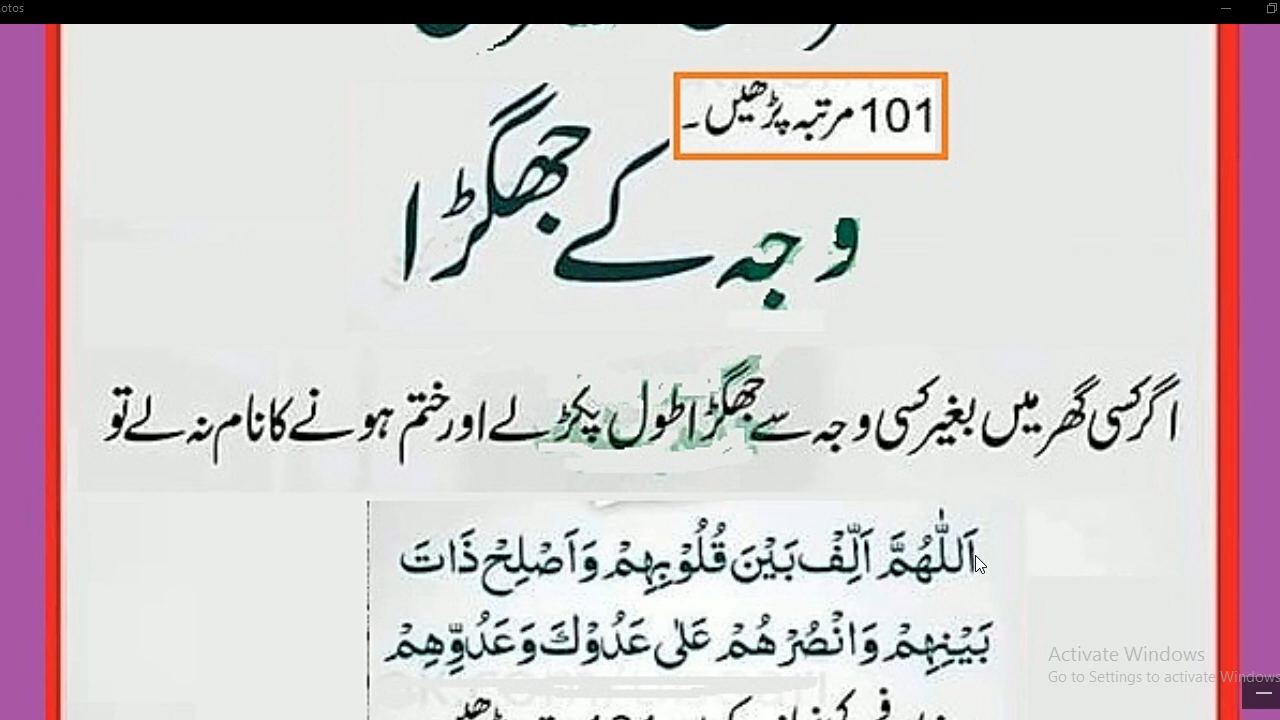 otos
101 مرتبہ پڑھیں۔
وجہ کے جھگڑا
اگر کسی گھر میں بغیر کسی وجہ سے جھگڑا طول پکڑ لے اور ختم ہونے کا نام نہ لے تو
اَللّٰهُمَّ اَلِّفْ بَيْنَ قُلُوْبِهِمْ وَاَصْلِحْ ذَاتَ
بَيْنِهِمْ وَانْصُرْهُمْ عَلٰى عَدُوْكَ وَعَدُوِّهِمْ
Activate Windows
Go to Settings to activate Windows